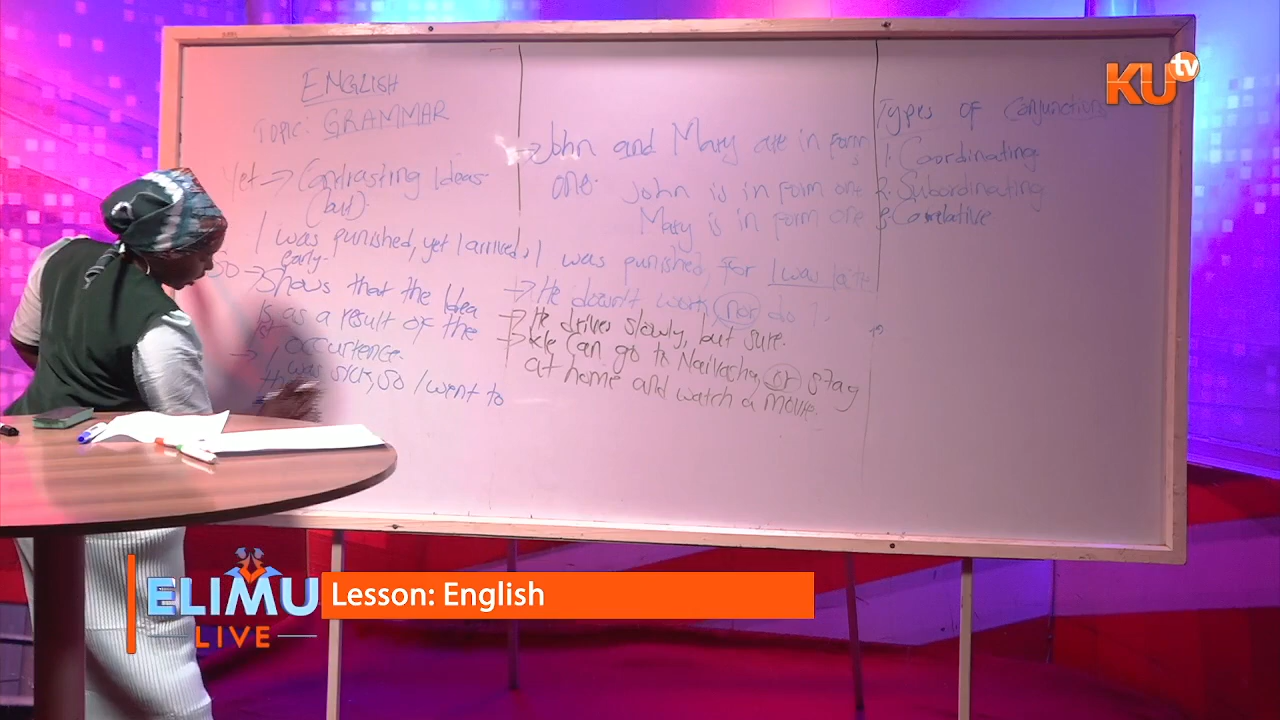 ENGLISH
TOPIC: GRAMMAR
Yet → Contrasting Ideas
(but).
I was punished, yet I arrived
early.
So → Shows that the Idea
is as a result of the
occurrence.
→ I was sick, so I went to
→ John and Mary are in form
one. John is in form one
Mary is in form one
I was punished, for I was late
→ He doesn't work, nor do I.
→ He drives slowly, but sure.
→ We can go to Naivasha, or stay
at home and watch a movie.
Types of Conjunctions
1. Coordinating
2. Subordinating
3. Correlative
KU tv
ELIMU
LIVE
Lesson: English